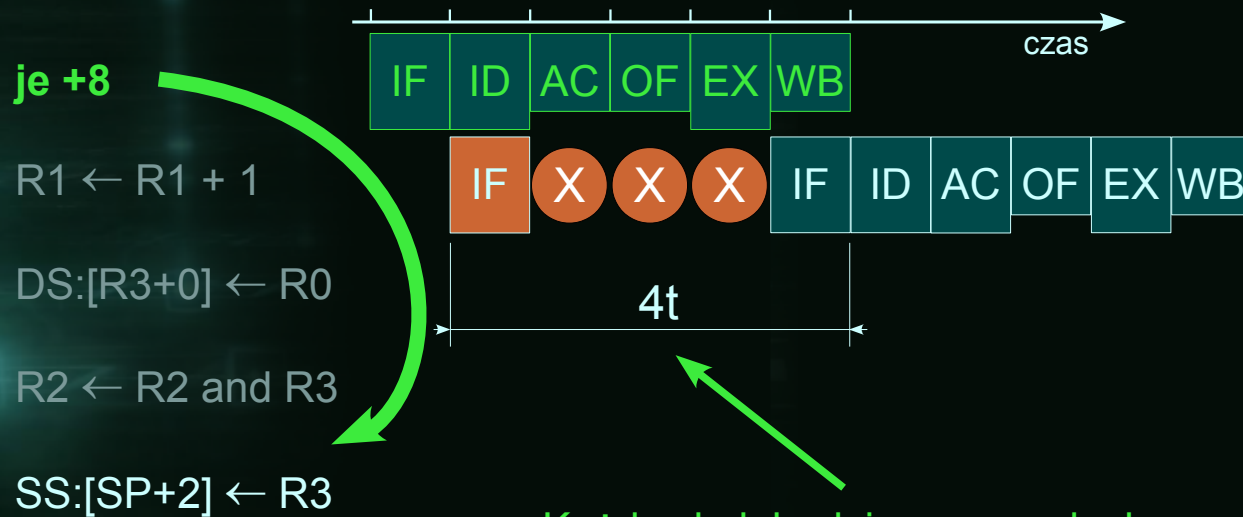 czas
je +8
IF ID AC OF EX WB
R1 ← R1 + 1
IF X X X IF ID AC OF EX WB
DS:[R3+0] ← R0
4t
R2 ← R2 and R3
SS:[SP+2] ← R3